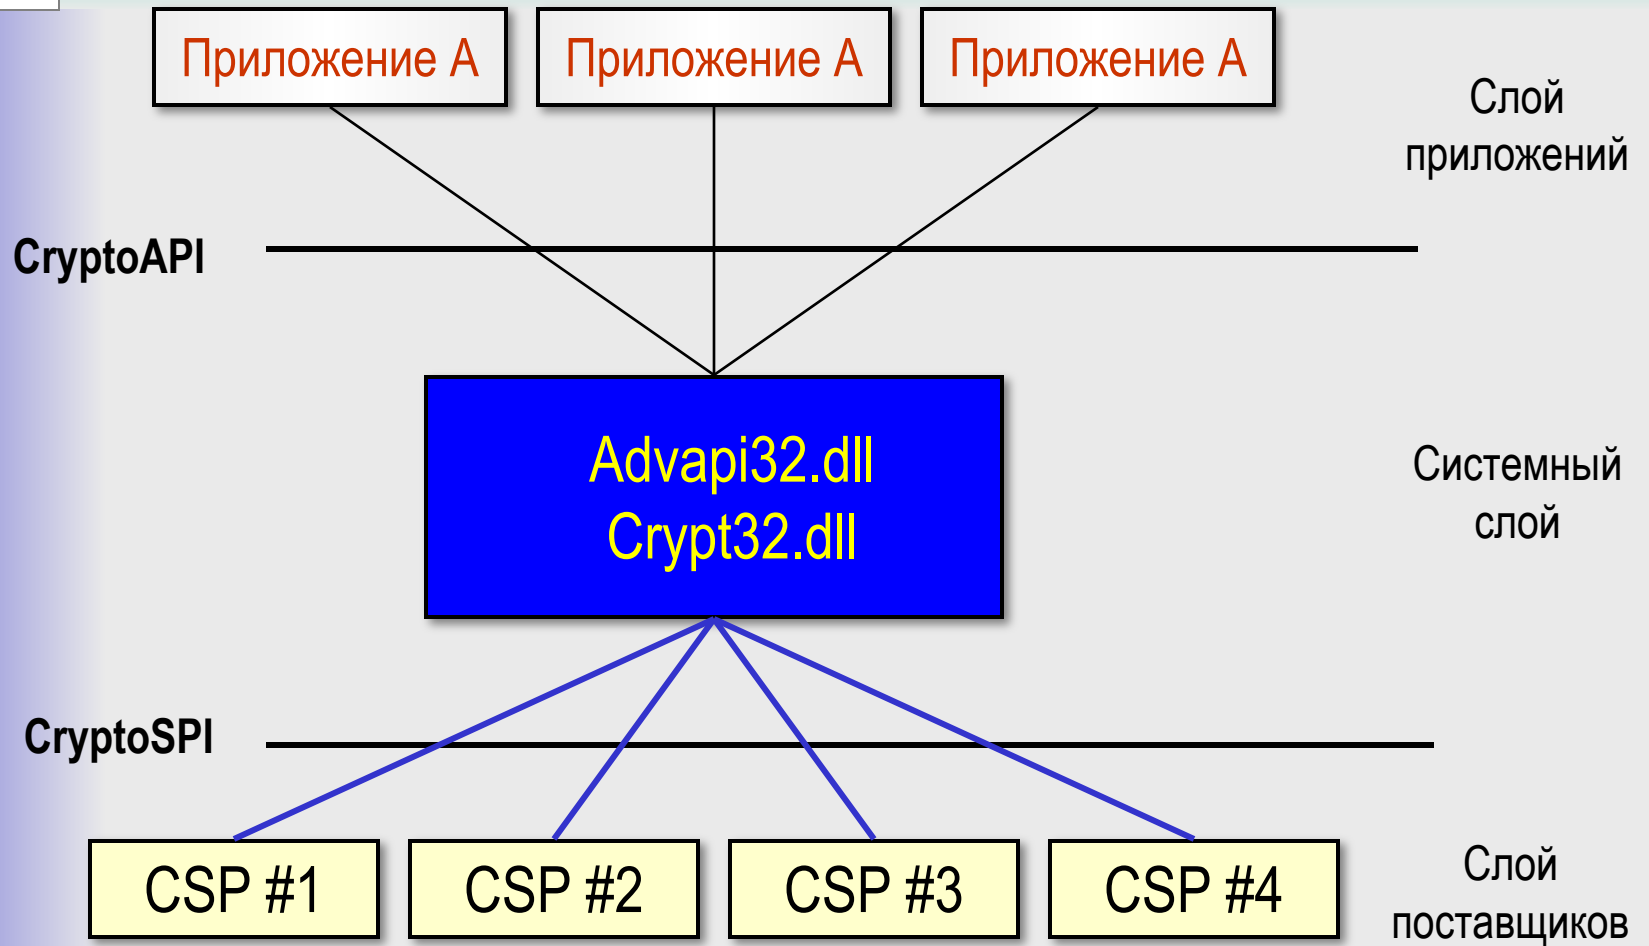 Приложение А
Приложение А
Приложение А
Слой
приложений
CryptoAPI
Advapi32.dll
Crypt32.dll
Системный
слой
CryptoSPI
CSP #1
CSP #2
CSP #3
CSP #4
Слой
поставщиков